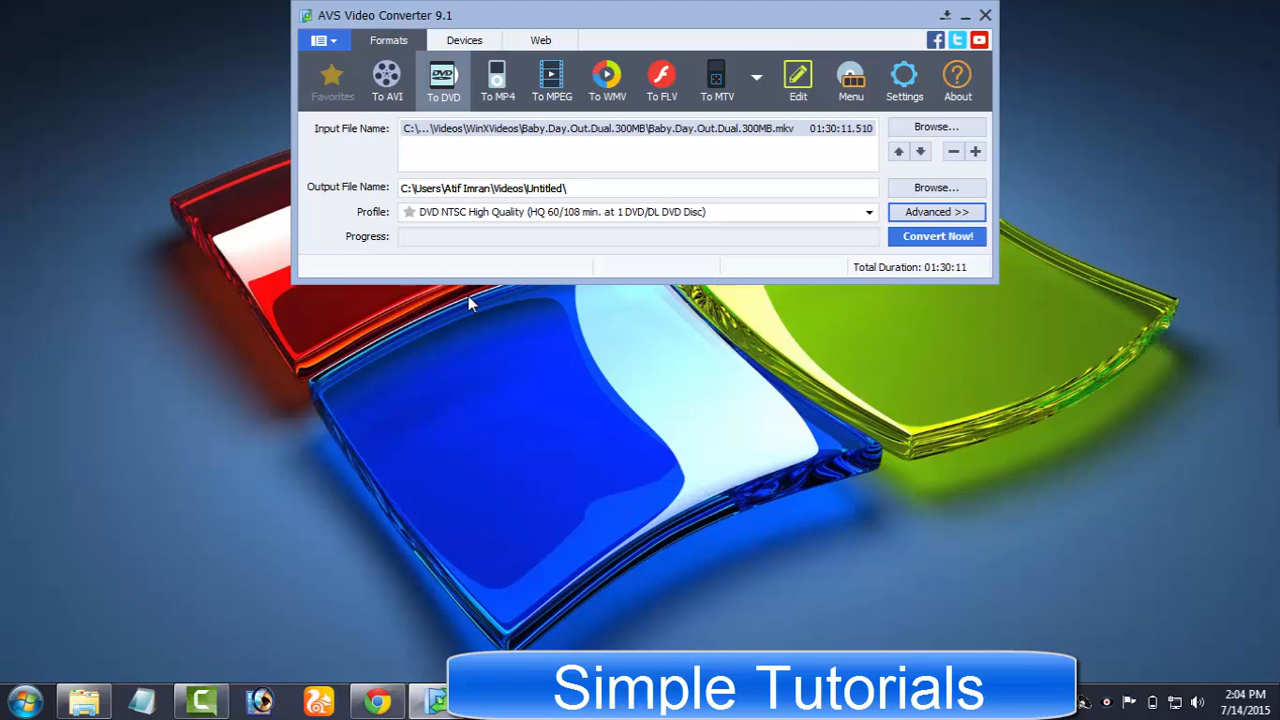 AVS Video Converter 9.1
Formats Devices Web
Favorites To AVI To DVD To MP4 To MPEG To WMV To FLV To MTV Edit Menu Settings About
Input File Name: C:\...\Videos\WinXVideos\Baby.Day.Out.Dual.300MB\Baby.Day.Out.Dual.300MB.mkv 01:30:11.510 Browse...
Output File Name: C:\Users\Atif Imran\Videos\Untitled\ Browse...
Profile: DVD NTSC High Quality (HQ 60/108 min. at 1 DVD/DL DVD Disc) Advanced >>
Progress: Convert Now!
Total Duration: 01:30:11
Simple Tutorials
2:04 PM
7/14/2015